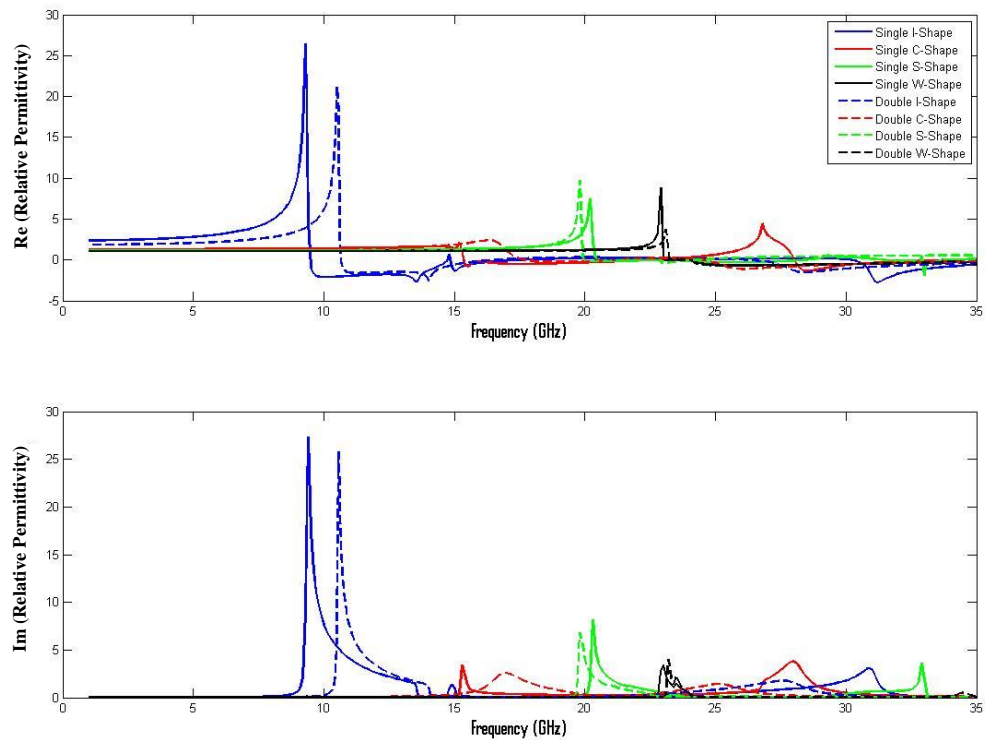 30
25
20
15
10
5
0
-5
Re (Relative Permittivity)
Single I-Shape
Single C-Shape
Single S-Shape
Single W-Shape
Double I-Shape
Double C-Shape
Double S-Shape
Double W-Shape
0 5 10 15 20 25 30 35
Frequency (GHz)
30
25
20
15
10
5
0
Im (Relative Permittivity)
0 5 10 15 20 25 30 35
Frequency (GHz)